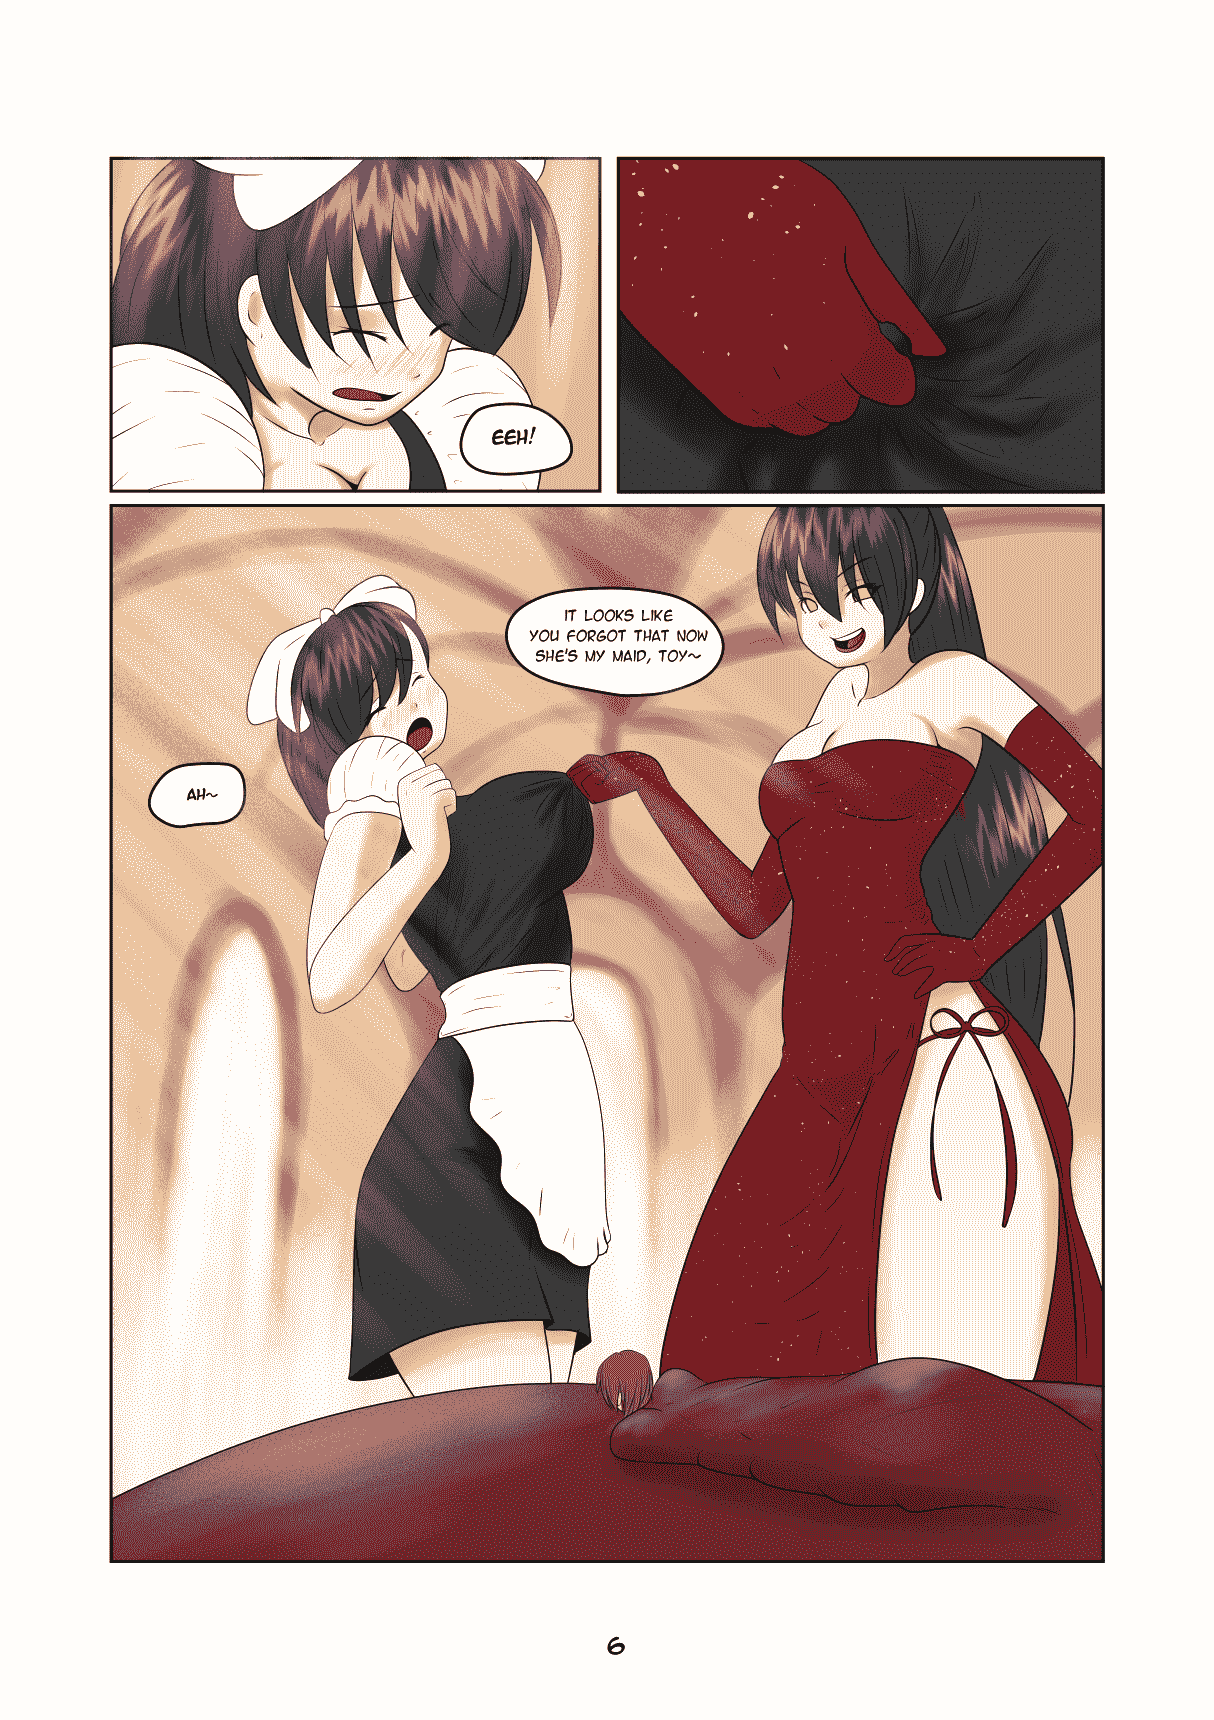 EEH!
IT LOOKS LIKE
YOU FORGOT THAT NOW
SHE'S MY MAID, TOY~
AH~
6